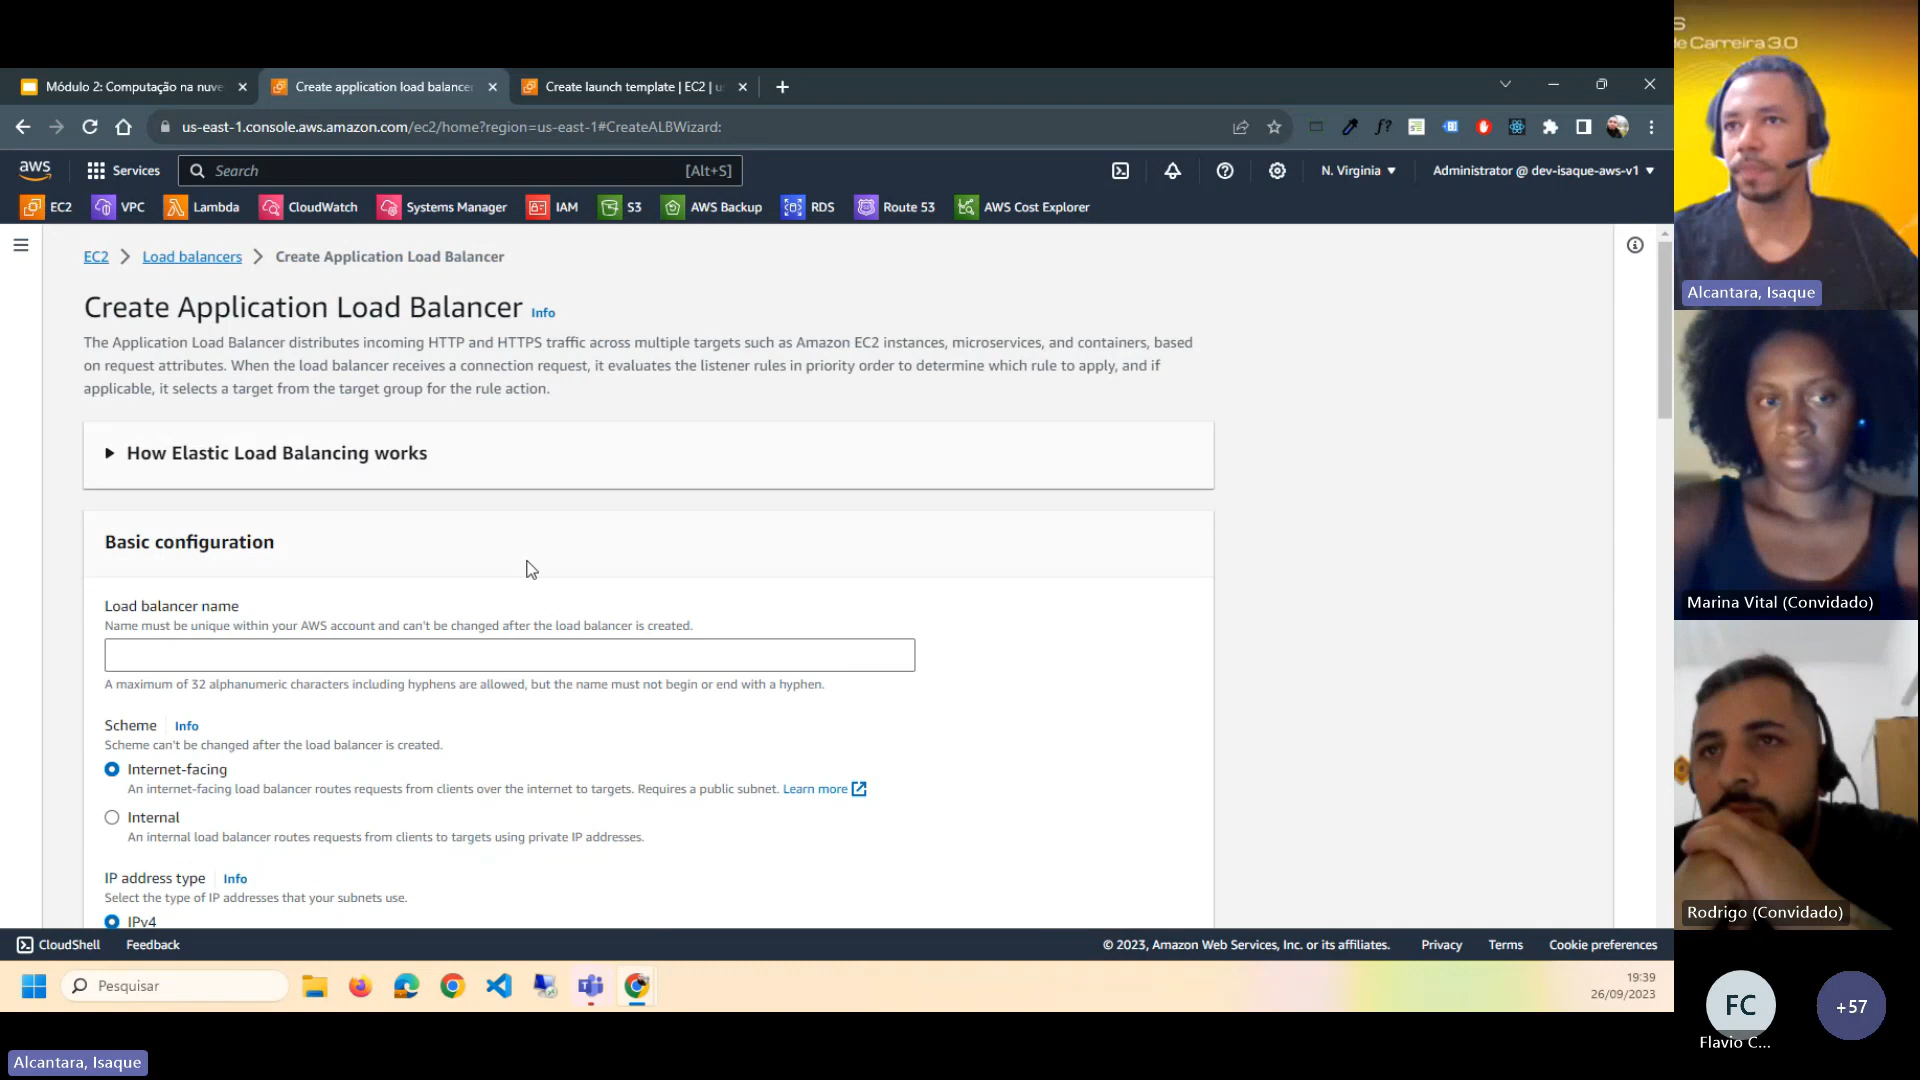 Módulo 2: Computação na nuve
Create application load balancer
Create launch template | EC2 | u
us-east-1.console.aws.amazon.com/ec2/home?region=us-east-1#CreateALBWizard:
aws
Services
Search
[Alt+S]
N. Virginia
Administrator @ dev-isaque-aws-v1
EC2
VPC
Lambda
CloudWatch
Systems Manager
IAM
S3
AWS Backup
RDS
Route 53
AWS Cost Explorer
EC2 > Load balancers > Create Application Load Balancer
Create Application Load Balancer Info
The Application Load Balancer distributes incoming HTTP and HTTPS traffic across multiple targets such as Amazon EC2 instances, microservices, and containers, based
on request attributes. When the load balancer receives a connection request, it evaluates the listener rules in priority order to determine which rule to apply, and if
applicable, it selects a target from the target group for the rule action.
How Elastic Load Balancing works
Basic configuration
Load balancer name
Name must be unique within your AWS account and can't be changed after the load balancer is created.
A maximum of 32 alphanumeric characters including hyphens are allowed, but the name must not begin or end with a hyphen.
Scheme Info
Scheme can't be changed after the load balancer is created.
Internet-facing
An internet-facing load balancer routes requests from clients over the internet to targets. Requires a public subnet. Learn more
Internal
An internal load balancer routes requests from clients to targets using private IP addresses.
IP address type Info
Select the type of IP addresses that your subnets use.
IPv4
CloudShell
Feedback
© 2023, Amazon Web Services, Inc. or its affiliates.
Privacy
Terms
Cookie preferences
Pesquisar
19:39
26/09/2023
S
de Carreira 3.0
Alcantara, Isaque
Marina Vital (Convidado)
Rodrigo (Convidado)
FC
Flavio C...
+57
Alcantara, Isaque